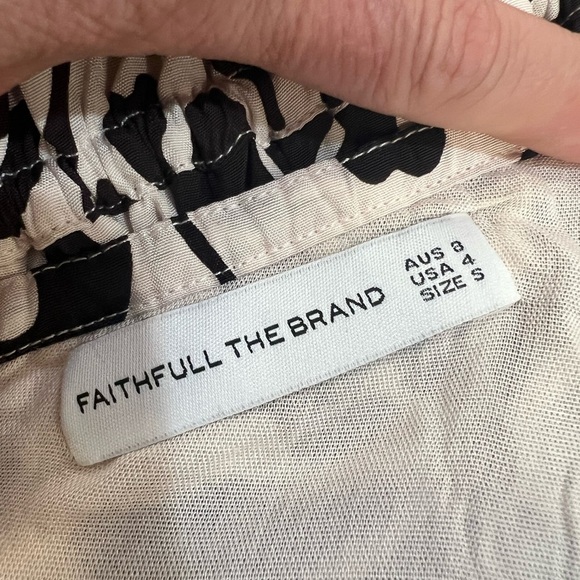 FAITHFULL THE BRAND
AUS 8
USA 4
SIZE S